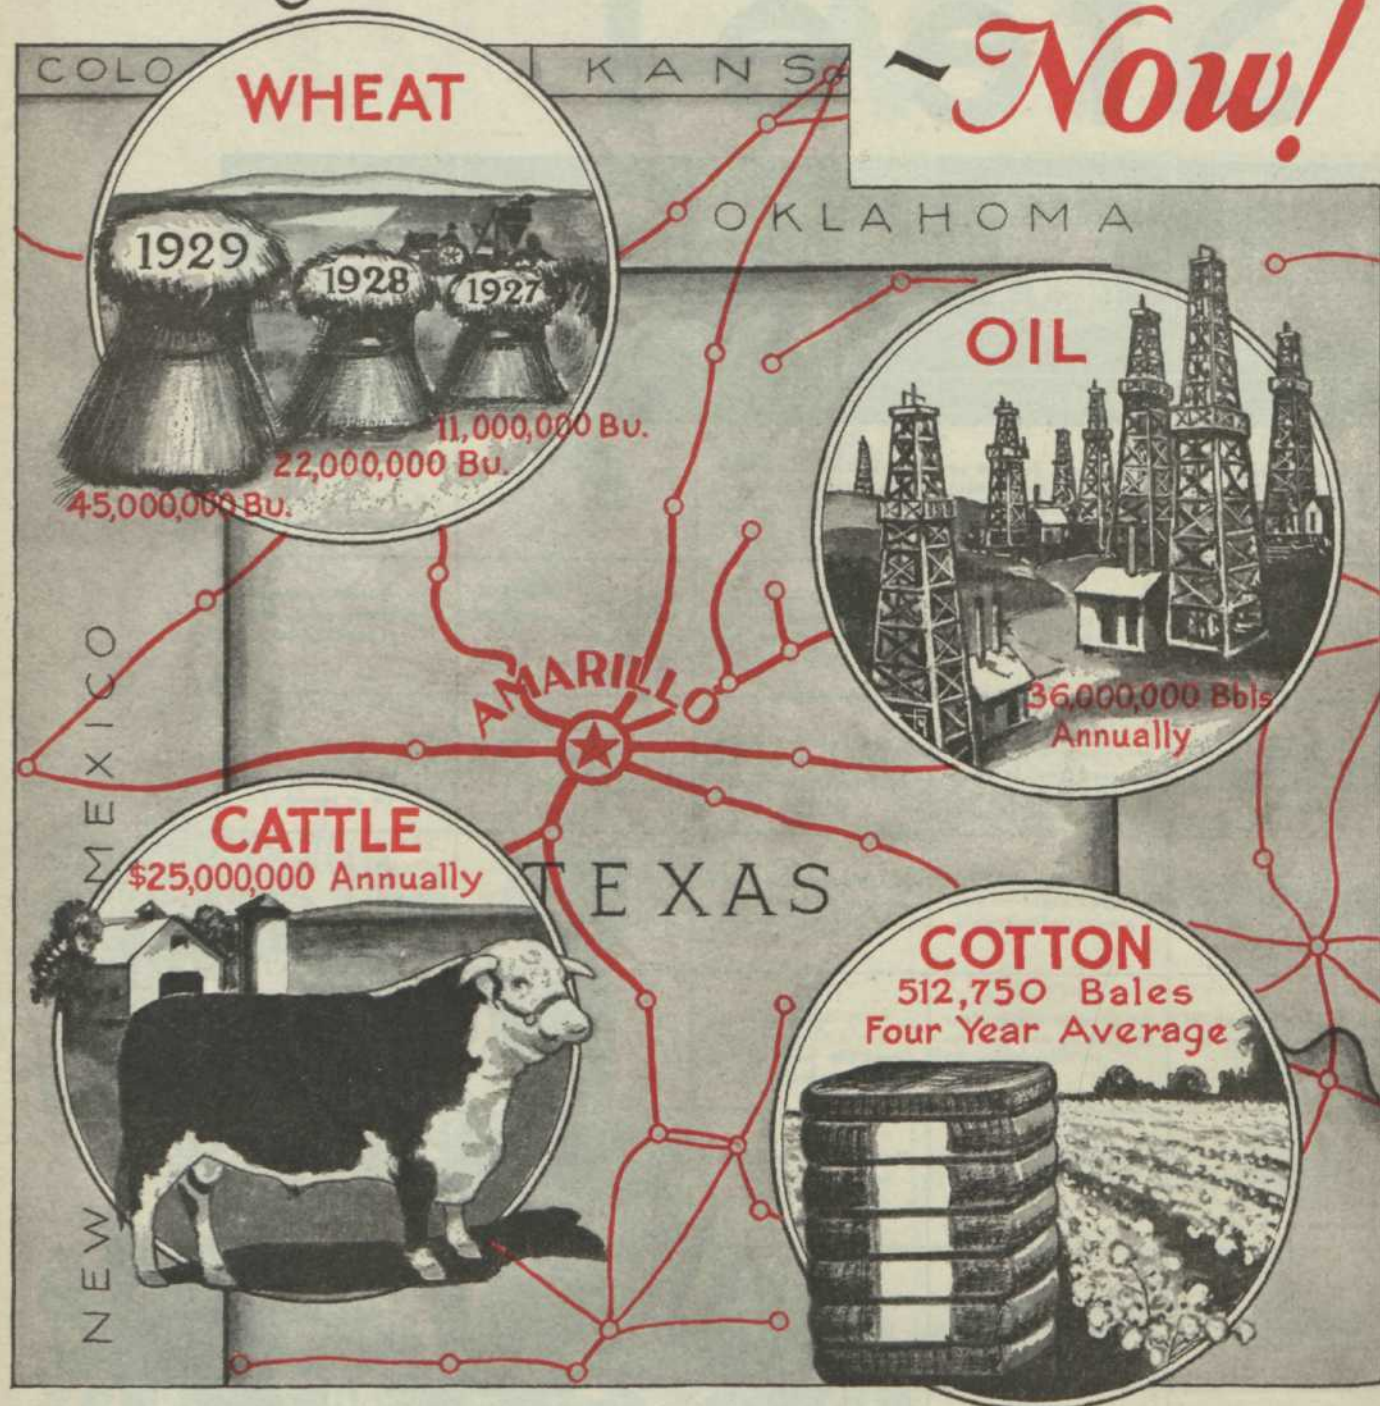 ~Now!
COLO
KANS
WHEAT
OKLAHOMA
1929
1928
1927
11,000,000 Bu.
22,000,000 Bu.
45,000,000 Bu.
OIL
36,000,000 Bbls
Annually
AMARILLO
NEW MEXICO
TEXAS
CATTLE
$25,000,000 Annually
COTTON
512,750 Bales
Four Year Average